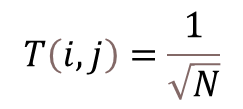 T(i,j) = 1/√N